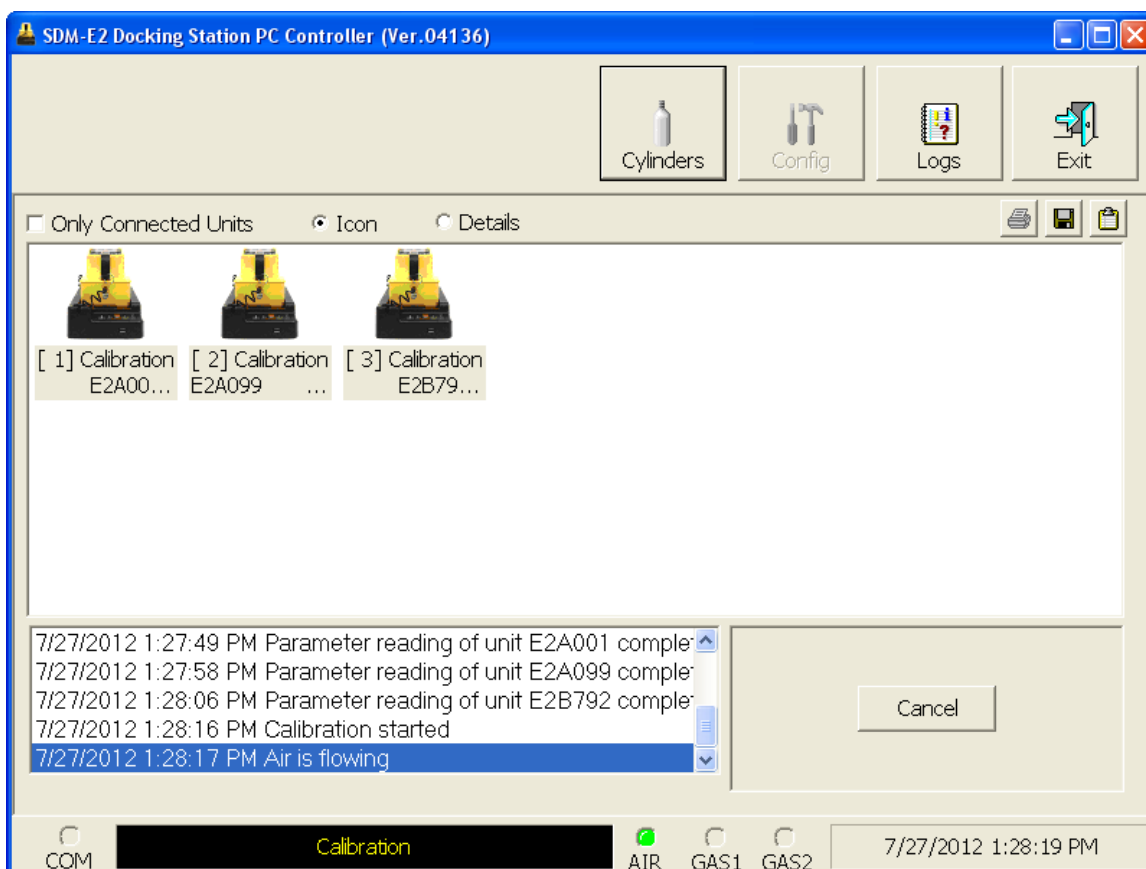 SDM-E2 Docking Station PC Controller (Ver.04136)
Cylinders
Config
Logs
Exit
Only Connected Units
Icon
Details
[ 1] Calibration
E2A00...
[ 2] Calibration
E2A099 ...
[ 3] Calibration
E2B79...
7/27/2012 1:27:49 PM Parameter reading of unit E2A001 comple
7/27/2012 1:27:58 PM Parameter reading of unit E2A099 comple
7/27/2012 1:28:06 PM Parameter reading of unit E2B792 comple
7/27/2012 1:28:16 PM Calibration started
7/27/2012 1:28:17 PM Air is flowing
Cancel
COM
Calibration
AIR
GAS1
GAS2
7/27/2012 1:28:19 PM